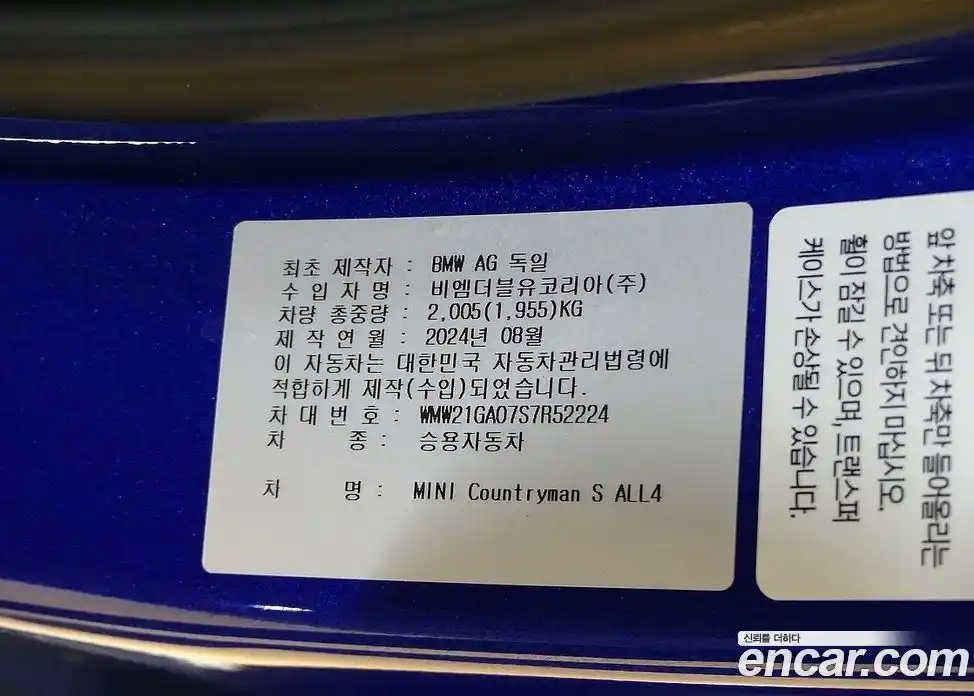 최초 제작자 : BMW AG 독일
수 입 자 명 : 비엠더블유코리아(주)
차량 총중량 : 2,005(1,955)KG
제 작 연 월 : 2024년 08월
이 자동차는 대한민국 자동차관리법령에
적합하게 제작(수입)되었습니다.
차 대 번 호 : WMW21GA07S7R52224
차 종 : 승용자동차
차 명 : MINI Countryman S ALL4
앞 차축 또는 뒤 차축만 들어올리는
방법으로 견인하지 마십시오.
휠이 잠길 수 있으며, 트랜스퍼
케이스가 손상될 수 있습니다.
신뢰를 더하다
encar.com